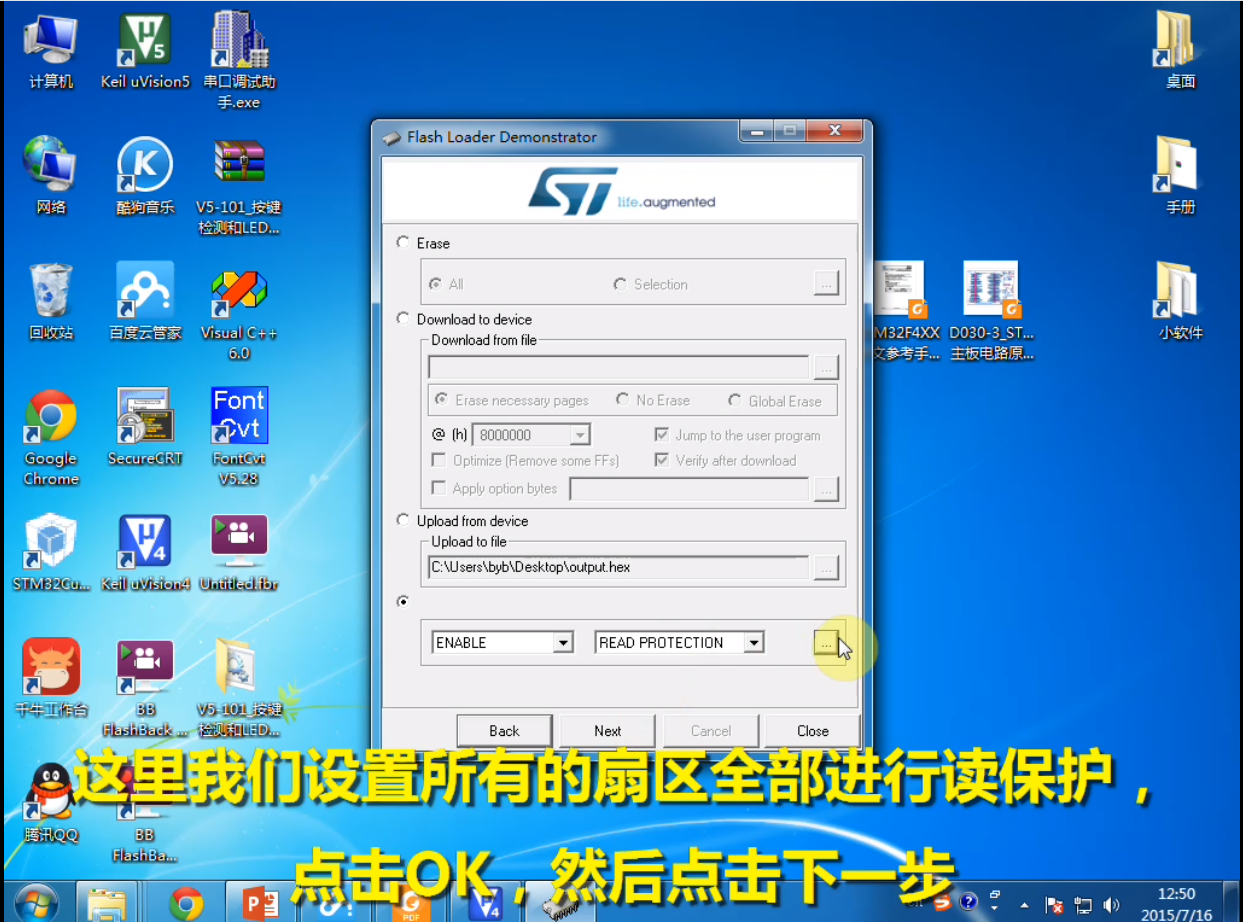 计算机
Keil uVision5
串口调试助
手.exe
桌面
Flash Loader Demonstrator
网络
酷狗音乐
V5-101_按键
检测和LED...
手册
ST
life.augmented
Erase
All
Selection
...
回收站
百度云管家
Visual C++
6.0
M32F4XX
文参考手...
D030-3_ST...
主板电路原...
小软件
Download to device
Download from file
...
Erase necessary pages
No Erase
Global Erase
@ (h)
8000000
Jump to the user program
Optimize (Remove some FFs)
Verify after download
Apply option bytes
...
Font
Cvt
Google
Chrome
SecureCRT
FontCvt
V5.28
Upload from device
Upload to file
C:\Users\byb\Desktop\output.hex
...
STM32Cu...
Keil uVision4
Untitled.fbr
ENABLE
READ PROTECTION
...
千牛工作台
BB
FlashBack ...
V5-101_按键
检测和LED...
Back
Next
Cancel
Close
这里我们设置所有的扇区全部进行读保护，
点击OK，然后点击下一步
腾讯QQ
BB
FlashBa...
PDF
12:50
2015/7/16